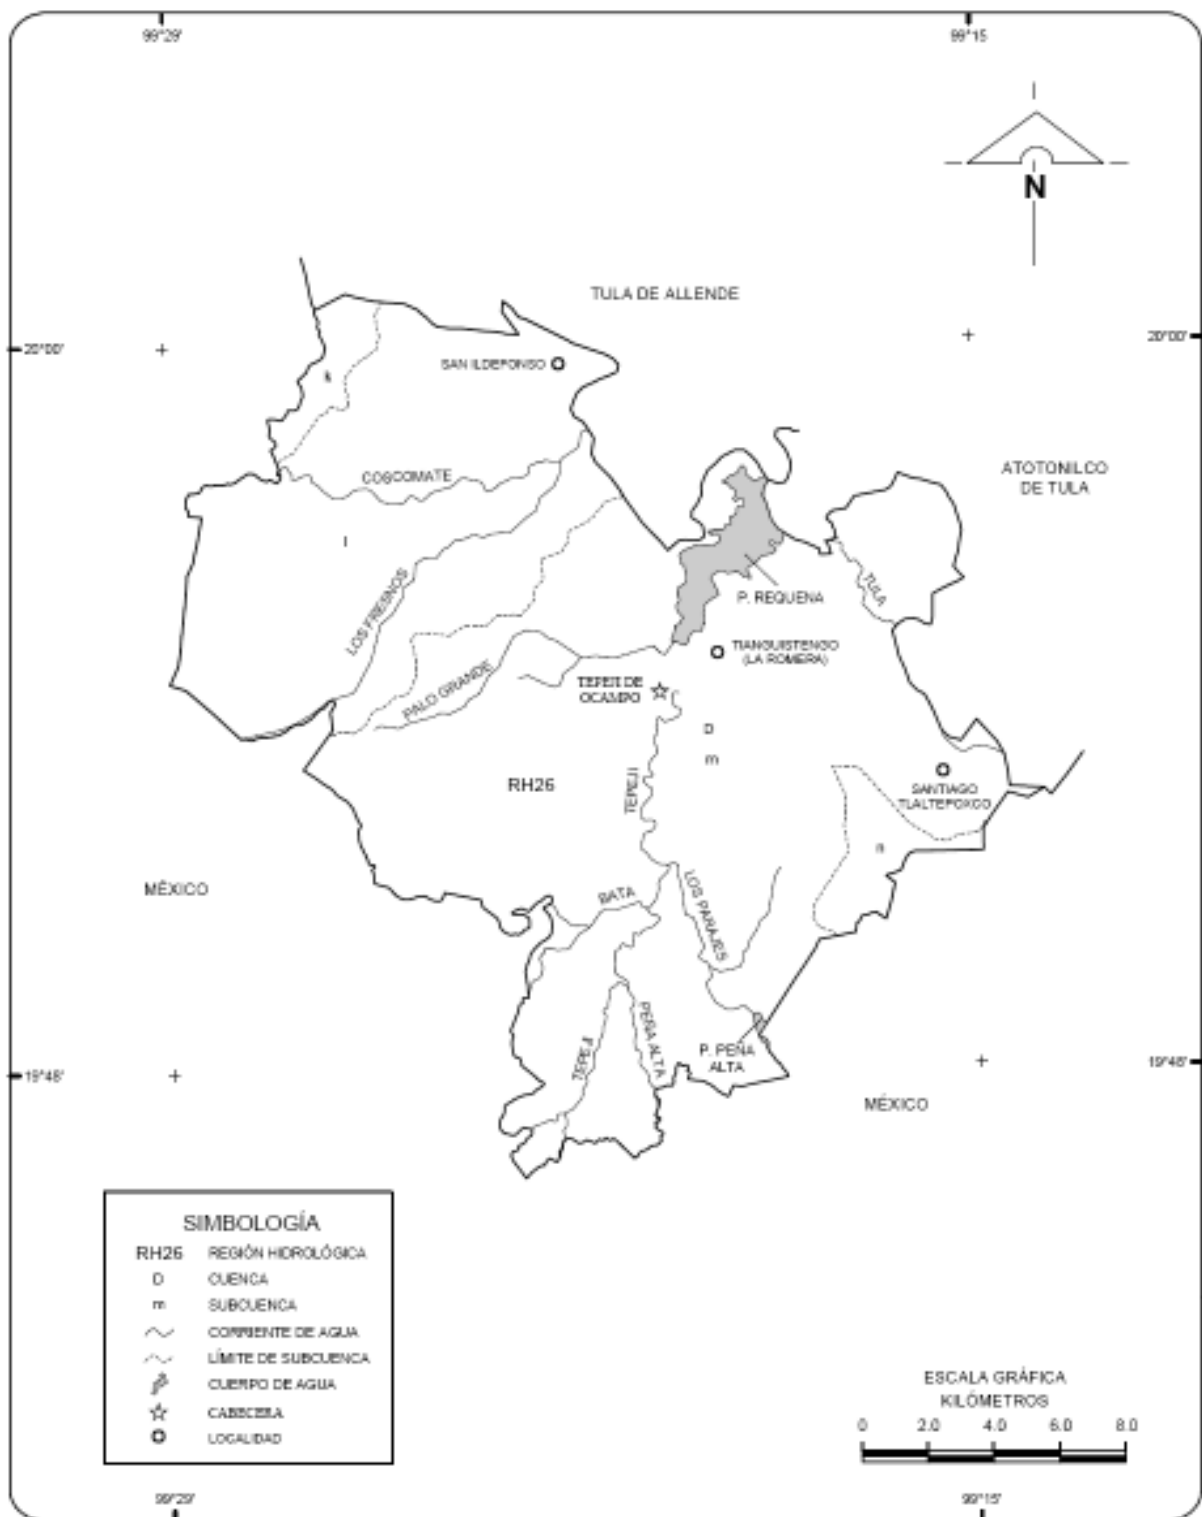 99°29'
99°15
TULA DE ALLENDE
N
20°00'
20°00'
SAN ILDEFONSO
k
COSCOMATE
ATOTONILCO
DE TULA
l
LOS FRESNOS
P. REQUENA
TULA
TIANGUISTENGO
(LA ROMERA)
PALO GRANDE
TEPEJI DE
OCAMPO
D
m
RH26
TEPEJI
SANTIAGO
TLALTEPOXCO
n
MÉXICO
BATA
LOS PARAJES
TEPEJI
PEÑA ALTA
P. PEÑA
ALTA
19°48'
19°48'
MÉXICO
SIMBOLOGÍA
RH26 REGIÓN HIDROLÓGICA
D CUENCA
m SUBCUENCA
CORRIENTE DE AGUA
LÍMITE DE SUBCUENCA
CUERPO DE AGUA
CABECERA
LOCALIDAD
ESCALA GRÁFICA
KILÓMETROS
0 2.0 4.0 6.0 8.0
99°29'
99°15'